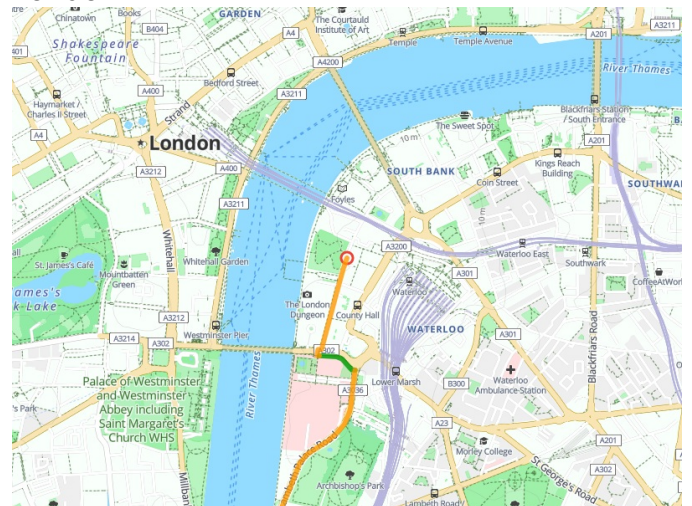 Chinatown
Books
GARDEN
The Courtauld
Institute of Art
A3211
B404
A4
Temple
Temple Avenue
A201
Shakespeare
Fountain
A4200
River Thames
A400
Bedford Street
A3211
Haymarket /
Charles II Street
Strand
Blackfriars Station
/ South Entrance
The Sweet Spot
A4
London
10 m
A201
A3212
A400
SOUTH BANK
Kings Reach
Building
Coin Street
SOUTHWA
Foyles
A3211
10 m
Whitehall
A3200
St. James's Café
Mountbatten
Green
Whitehall Garden
Waterloo East
Southwark
A301
CoffeeAtWor
Waterloo
ames's
k Lake
The London
Dungeon
County Hall
A3212
Westminster Pier
WATERLOO
A301
Blackfriars Road
A3214
A302
302
Palace of Westminster
and Westminster
Abbey including
Saint Margaret's
Church WHS
River Thames
Lower Marsh
A3036
B300
Waterloo
Ambulance Station
's Park
A23
A201
Lambeth Palace Road
Morley College
A302
St George's Road
Millban
Archbishop's Park
Lambeth Road